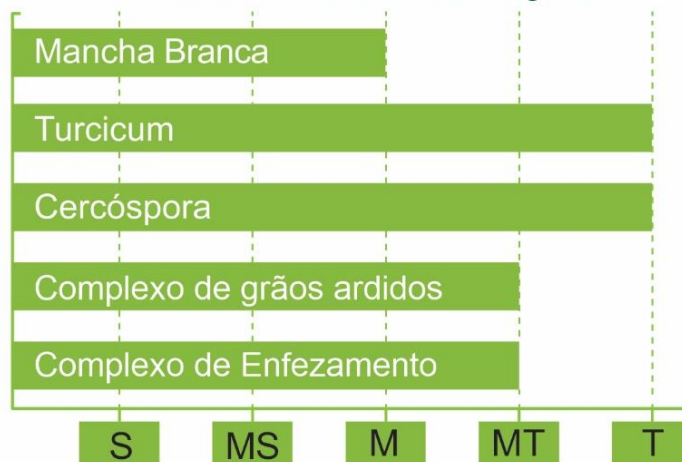 Mancha Branca
Turcicum
Cercóspora
Complexo de grãos ardidos
Complexo de Enfezamento
S MS M MT T